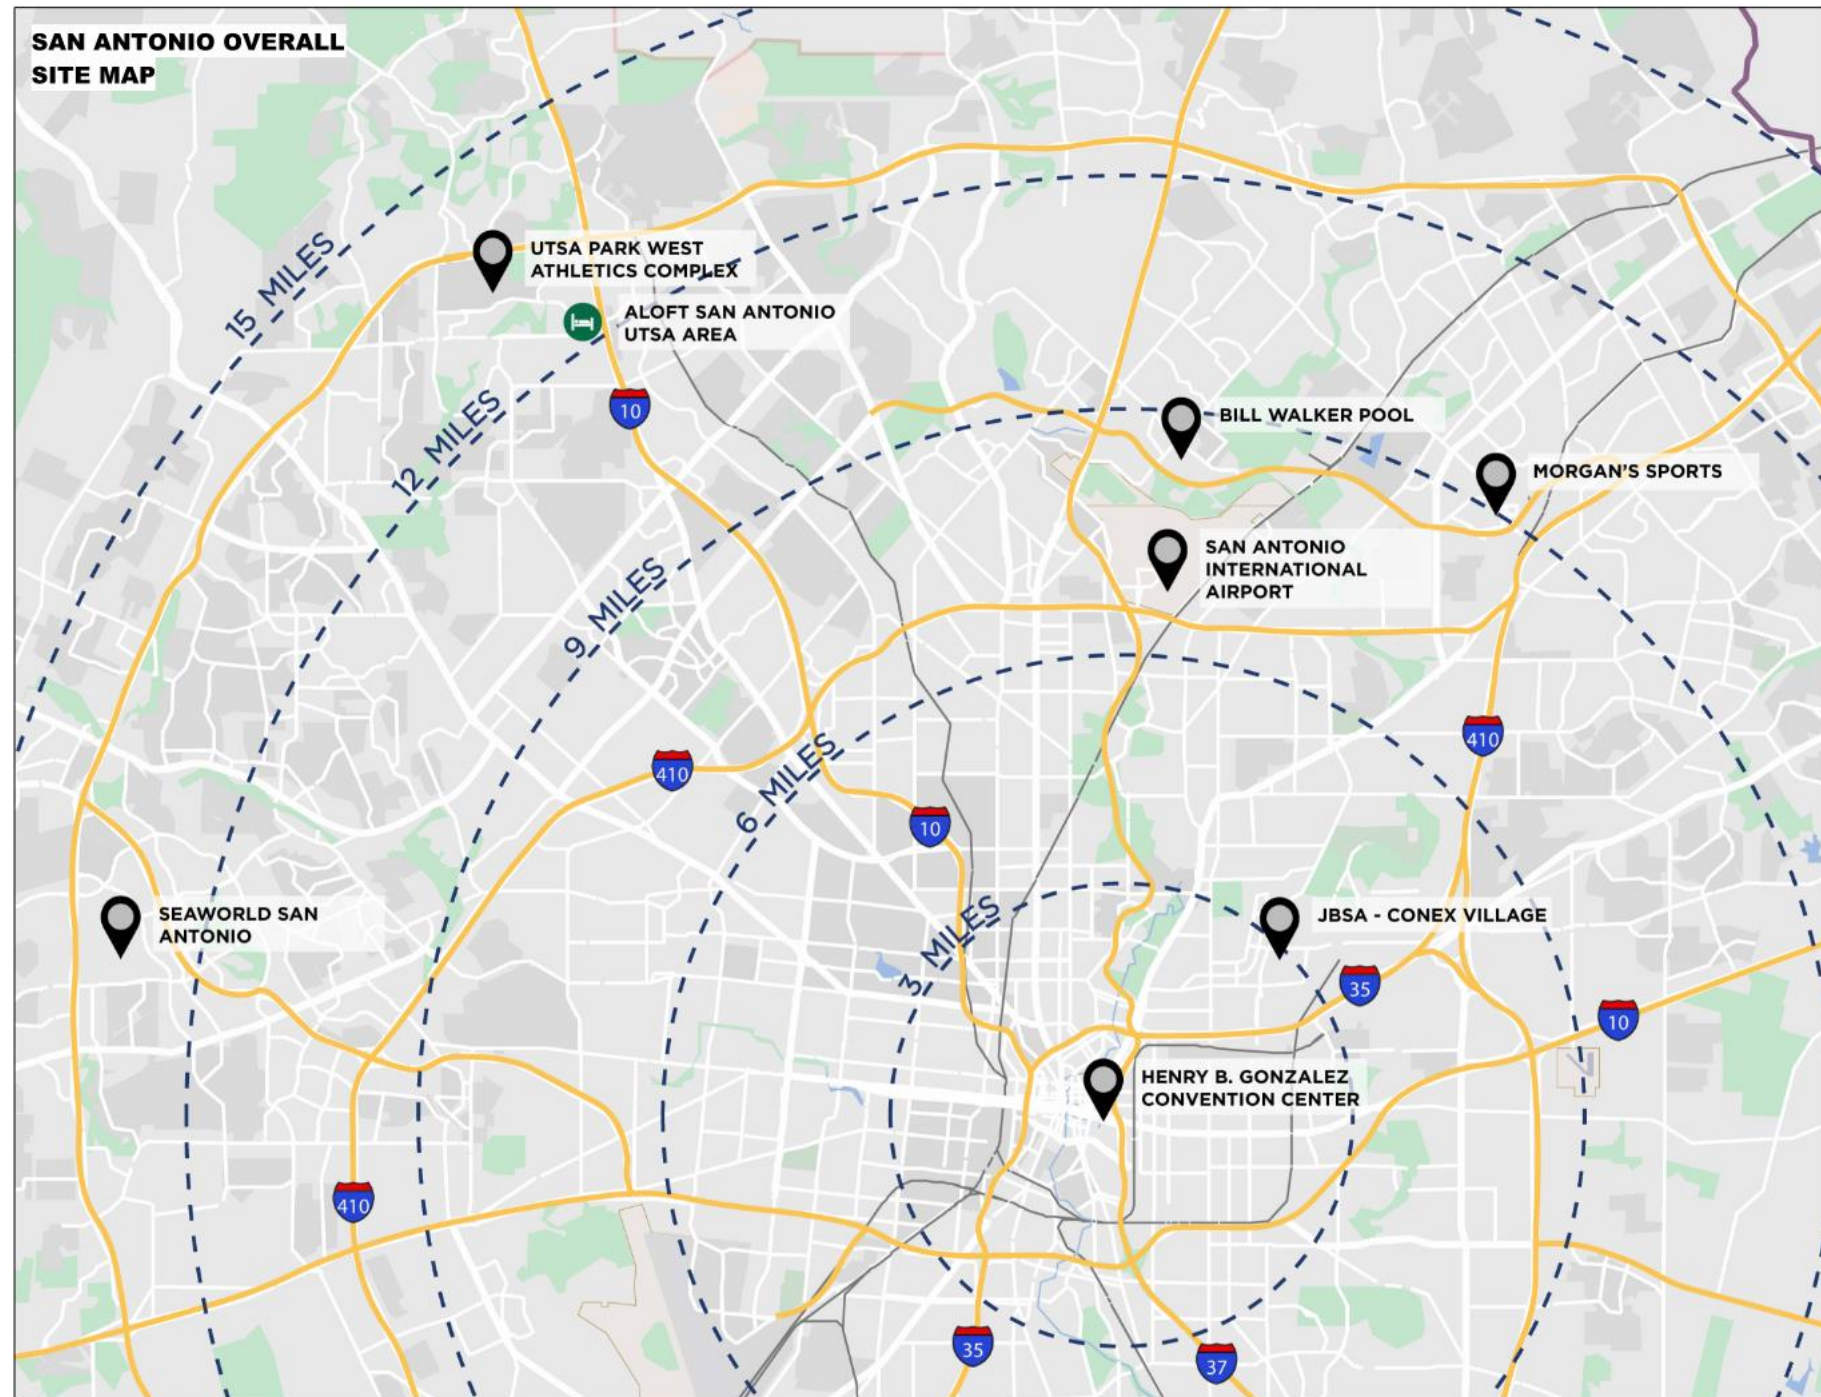 SAN ANTONIO OVERALL
SITE MAP
15 MILES
UTSA PARK WEST
ATHLETICS COMPLEX
ALOFT SAN ANTONIO
UTSA AREA
12 MILES
10
BILL WALKER POOL
MORGAN'S SPORTS
9 MILES
SAN ANTONIO
INTERNATIONAL
AIRPORT
410
410
6 MILES
10
3 MILES
SEAWORLD SAN
ANTONIO
JBSA - CONEX VILLAGE
35
10
HENRY B. GONZALEZ
CONVENTION CENTER
410
35
37